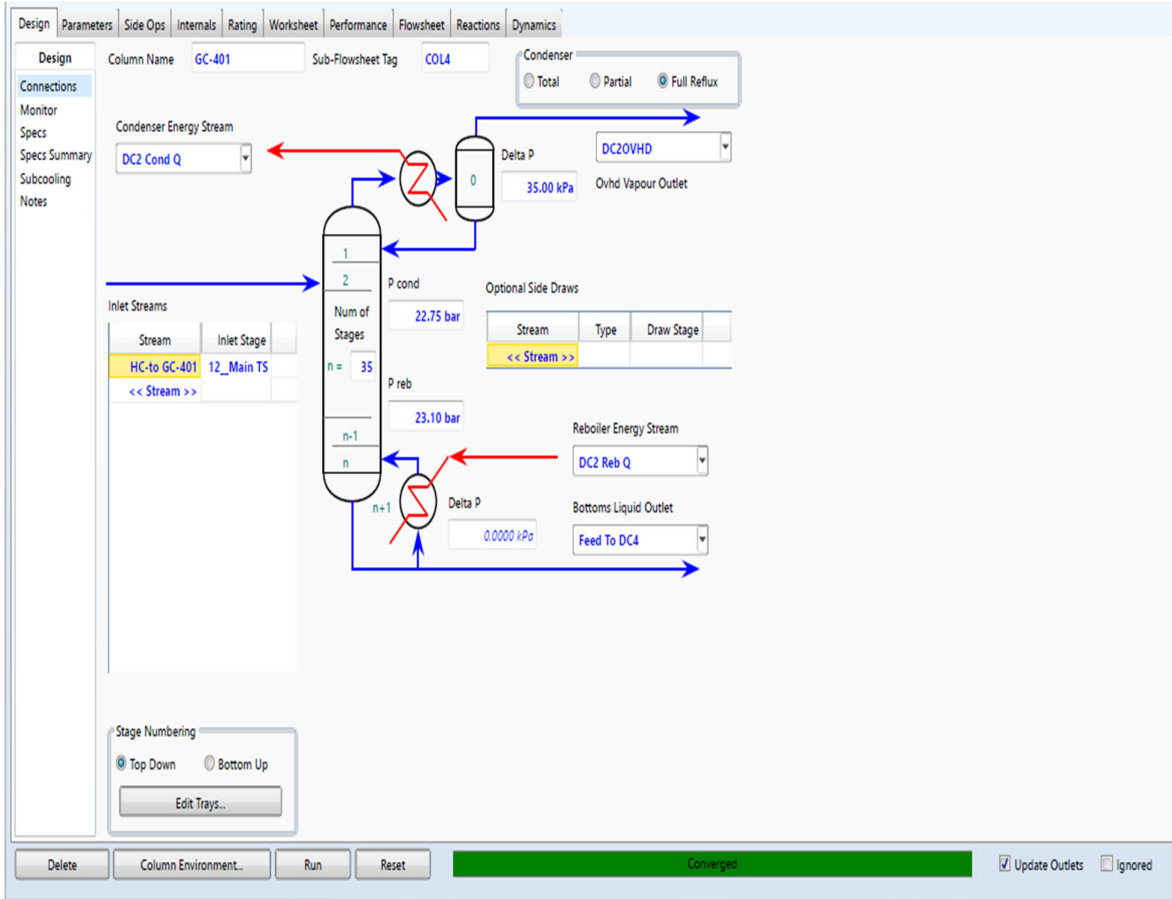 Design Parameters Side Ops Internals Rating Worksheet Performance Flowsheet Reactions Dynamics
Design
Connections
Monitor
Specs
Specs Summary
Subcooling
Notes
Column Name GC-401 Sub-Flowsheet Tag COL4
Condenser
Total Partial Full Reflux
Condenser Energy Stream
DC2 Cond Q
0
Delta P
35.00 kPa
DC2OVHD
Ovhd Vapour Outlet
1
2
Num of
Stages
n = 35
n-1
n
n+1
P cond
22.75 bar
P reb
23.10 bar
Delta P
0.0000 kPa
Inlet Streams
Stream Inlet Stage
HC-to GC-401 12__Main TS
<< Stream >>
Optional Side Draws
Stream Type Draw Stage
<< Stream >>
Reboiler Energy Stream
DC2 Reb Q
Bottoms Liquid Outlet
Feed To DC4
Stage Numbering
Top Down Bottom Up
Edit Trays...
Delete Column Environment... Run Reset Converged Update Outlets Ignored